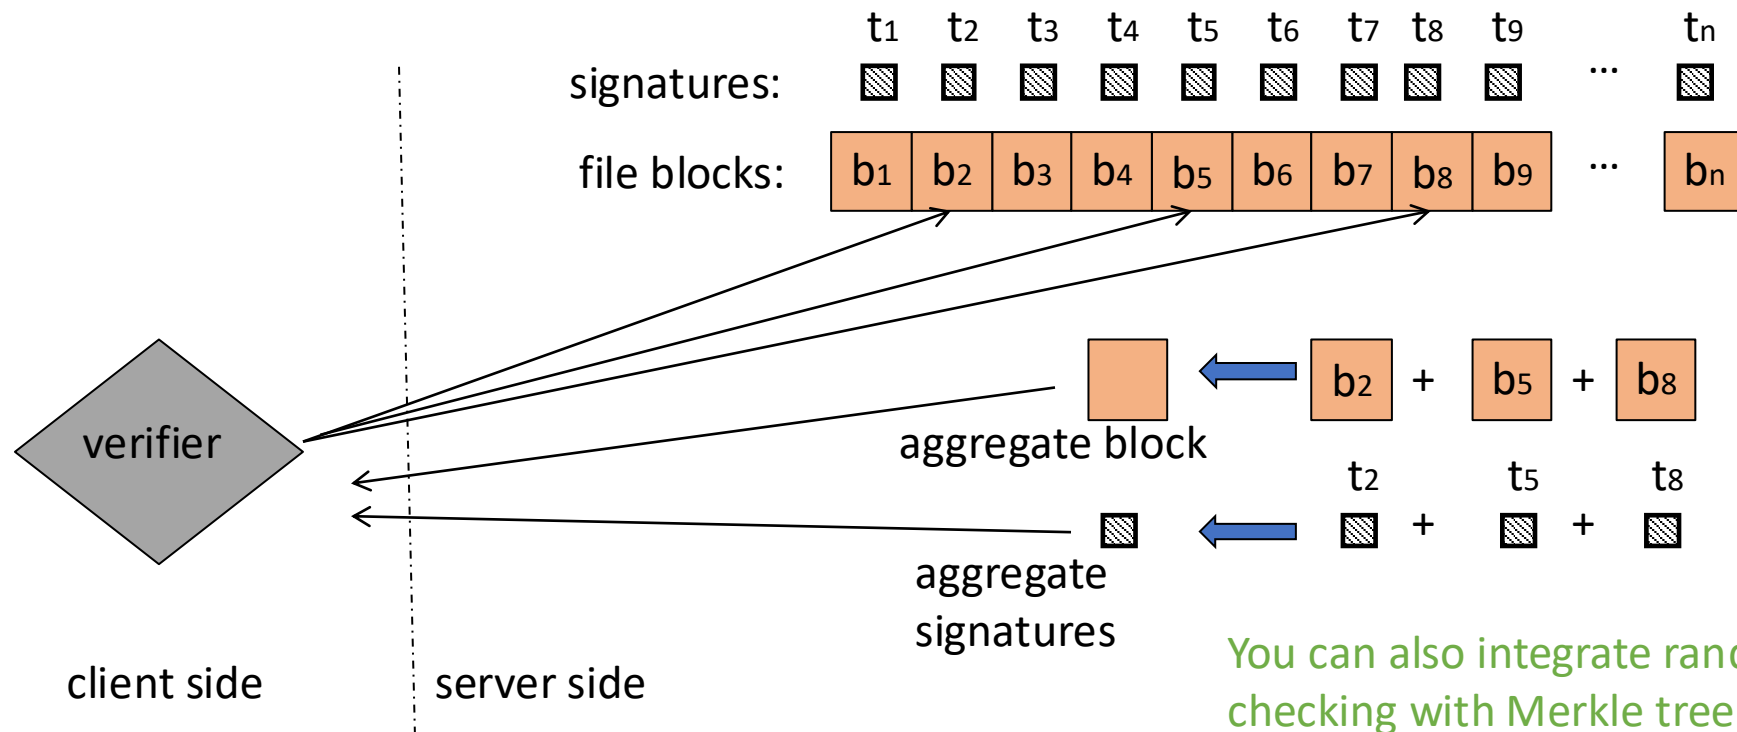 t1 t2 t3 t4 t5 t6 t7 t8 t9 tn
signatures: ...
file blocks: b1 b2 b3 b4 b5 b6 b7 b8 b9 ... bn
verifier
b2 + b5 + b8
aggregate block
t2 t5 t8
+ +
aggregate
signatures
client side
server side
You can also integrate
checking with Merkle tree